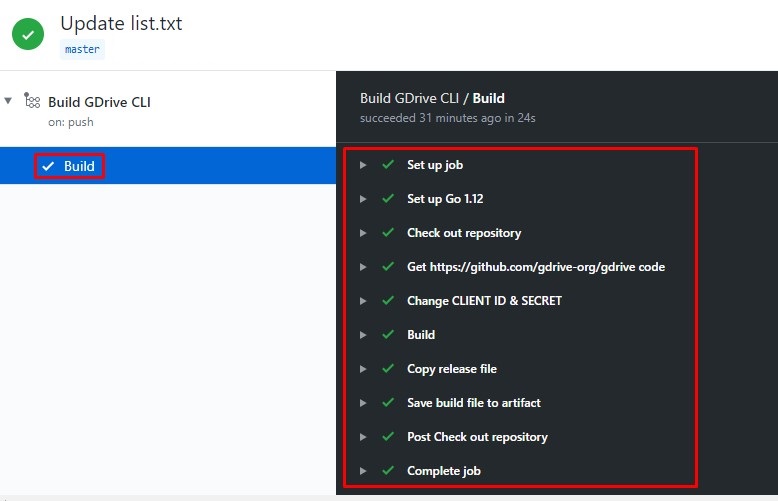 Update list.txt
master
Build GDrive CLI
on: push
Build
Build GDrive CLI / Build
succeeded 31 minutes ago in 24s
Set up job
Set up Go 1.12
Check out repository
Get https://github.com/gdrive-org/gdrive code
Change CLIENT ID & SECRET
Build
Copy release file
Save build file to artifact
Post Check out repository
Complete job